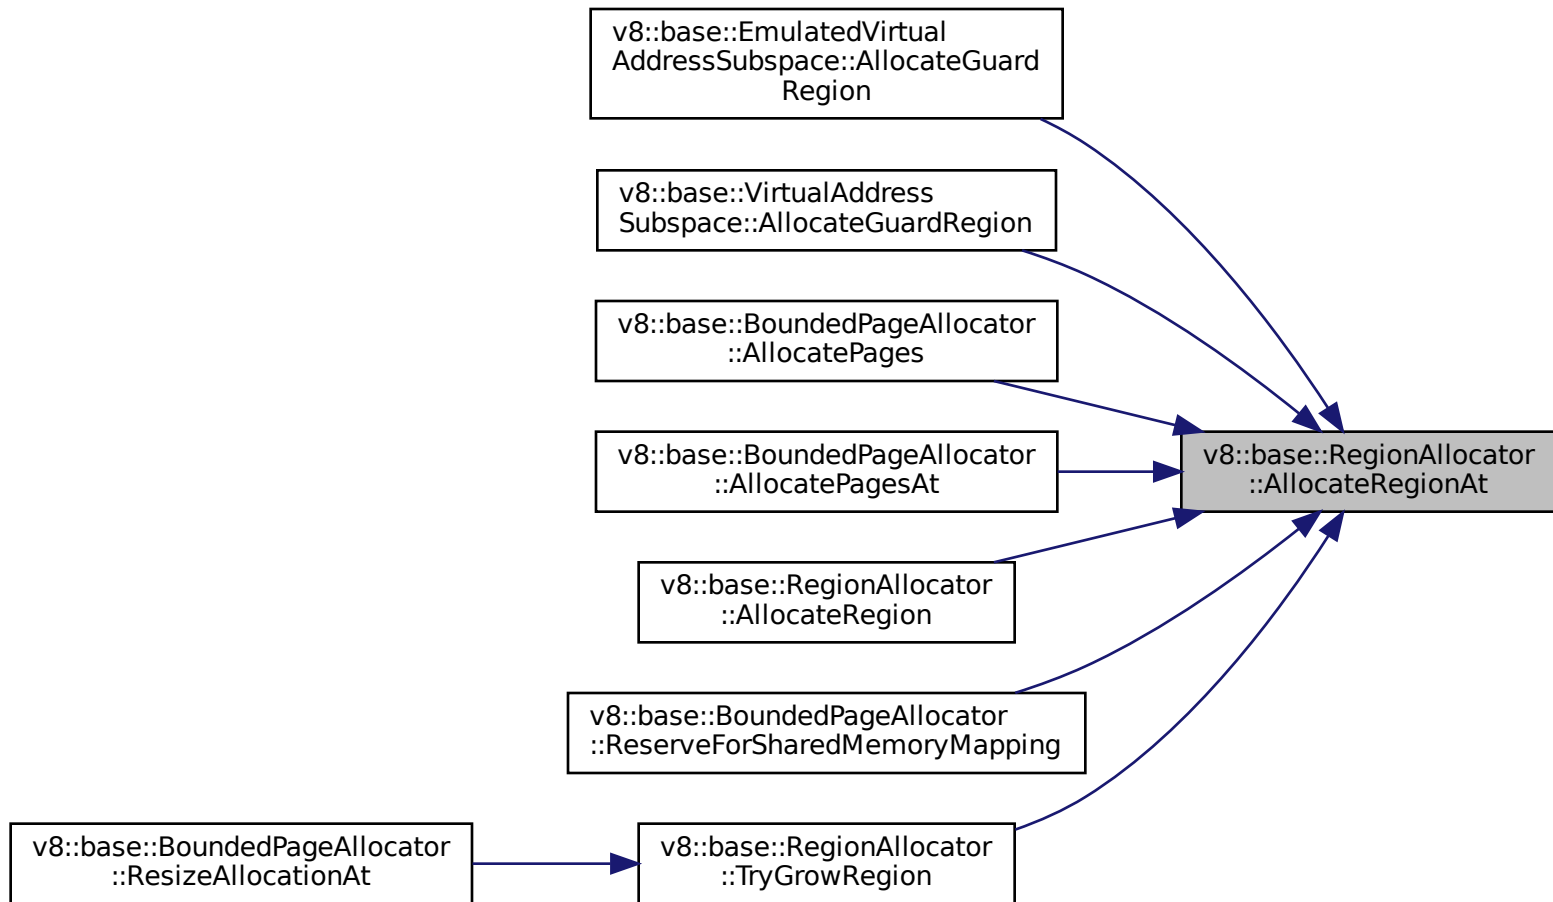 v8::base::EmulatedVirtual
AddressSubspace::AllocateGuard
Region
v8::base::VirtualAddress
Subspace::AllocateGuardRegion
v8::base::BoundedPageAllocator
::AllocatePages
v8::base::BoundedPageAllocator
::AllocatePagesAt
v8::base::RegionAllocator
::AllocateRegionAt
v8::base::RegionAllocator
::AllocateRegion
v8::base::BoundedPageAllocator
::ReserveForSharedMemoryMapping
v8::base::BoundedPageAllocator
::ResizeAllocationAt
v8::base::RegionAllocator
::TryGrowRegion